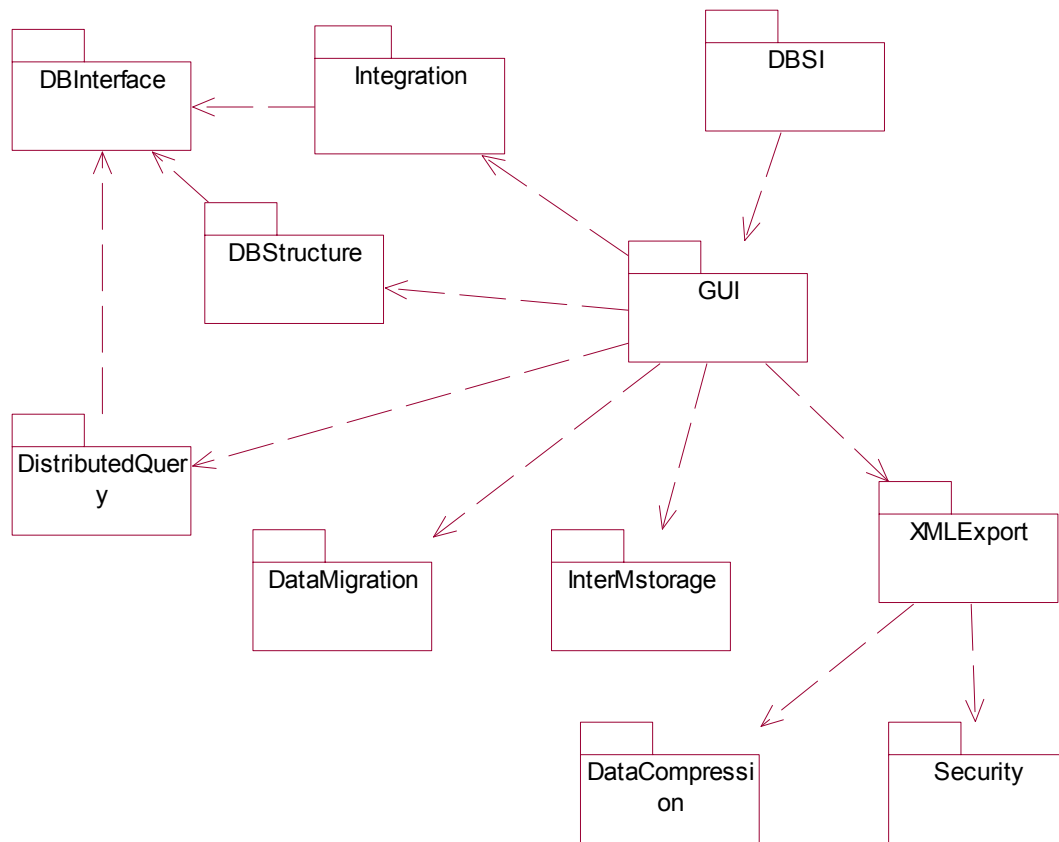 DBInterface
Integration
DBSI
DBStructure
GUI
DistributedQuer
y
DataMigration
InterMstorage
XMLExport
DataCompressi
on
Security